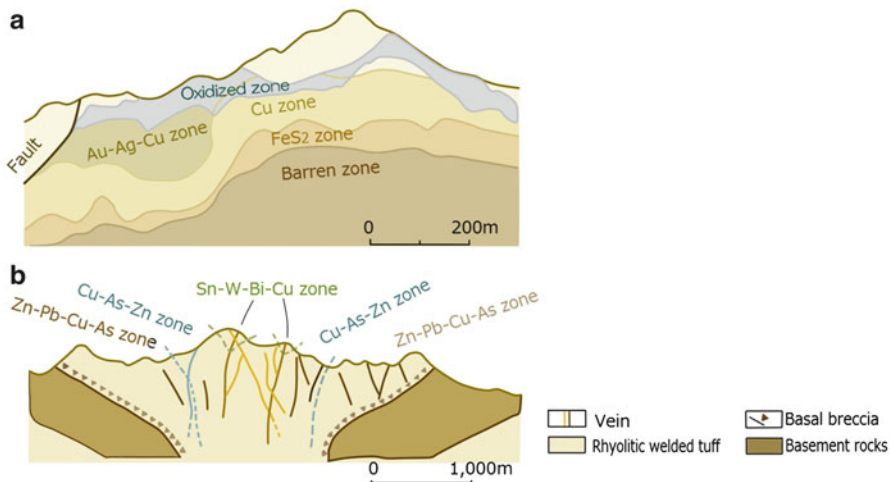 a
Oxidized zone
Cu zone
Au-Ag-Cu zone
FeS2 zone
Fault
Barren zone
0 200m
b
Sn-W-Bi-Cu zone
Cu-As-Zn zone
Cu-As-Zn zone
Zn-Pb-Cu-As zone
Zn-Pb-Cu-As zone
Vein
Basal breccia
Rhyolitic welded tuff
Basement rocks
0 1,000m